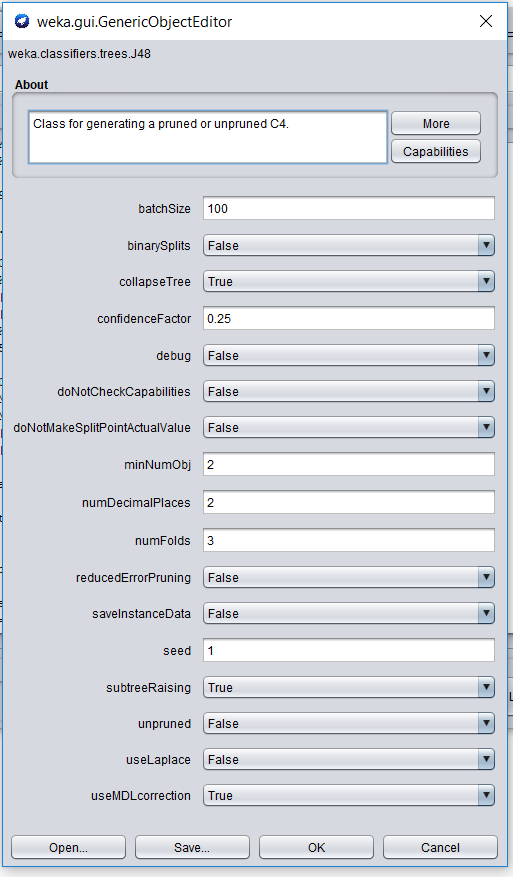 weka.gui.GenericObjectEditor
weka.classifiers.trees.J48
About
Class for generating a pruned or unpruned C4.
More
Capabilities
batchSize 100
binarySplits False
collapseTree True
confidenceFactor 0.25
debug False
doNotCheckCapabilities False
doNotMakeSplitPointActualValue False
minNumObj 2
numDecimalPlaces 2
numFolds 3
reducedErrorPruning False
saveInstanceData False
seed 1
subtreeRaising True
unpruned False
useLaplace False
useMDLcorrection True
Open... Save... OK Cancel